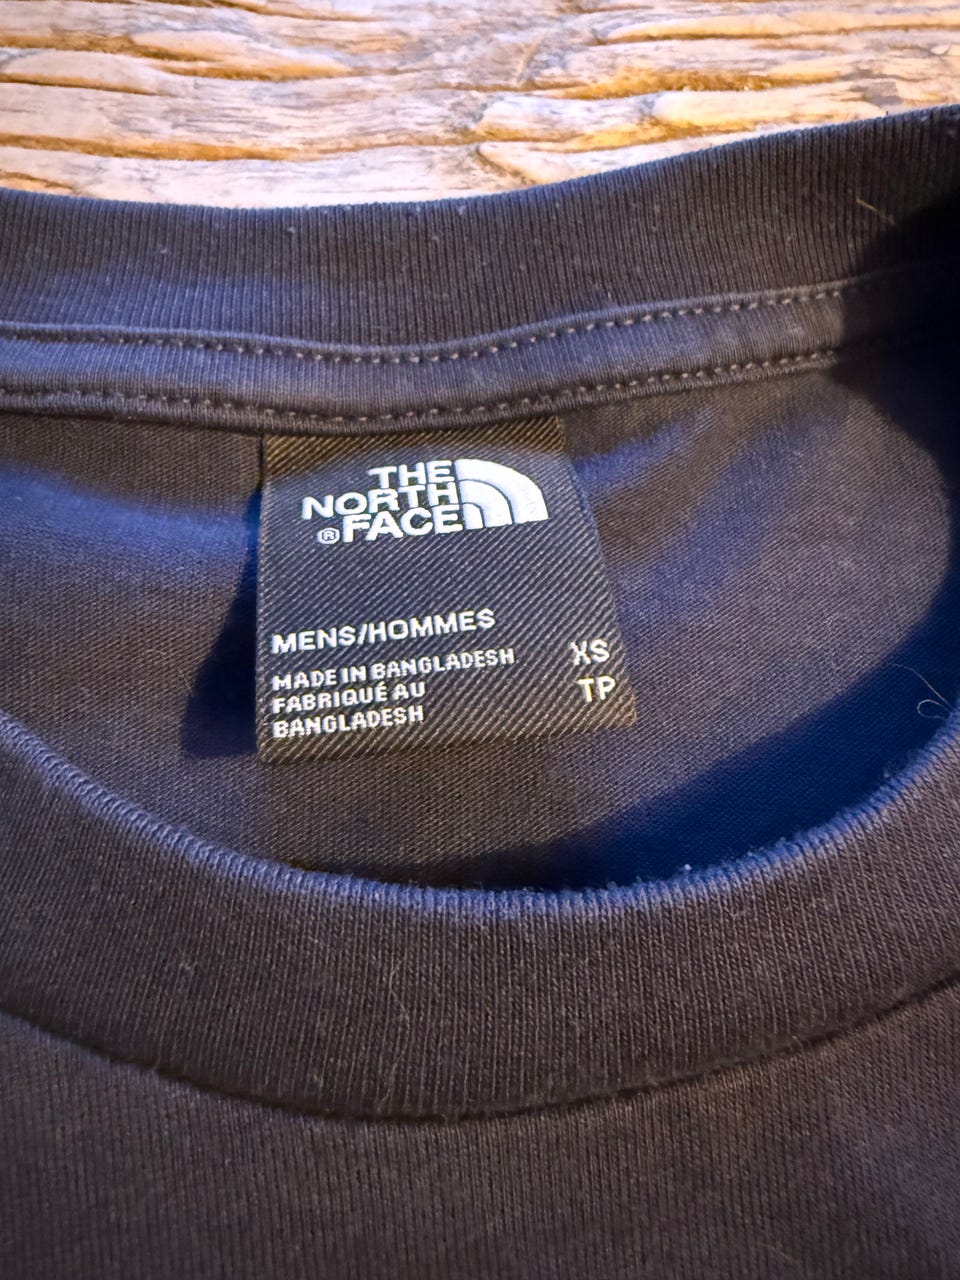 THE
NORTH
® FACE
MENS/HOMMES
MADE IN BANGLADESH XS
FABRIQUÉ AU TP
BANGLADESH